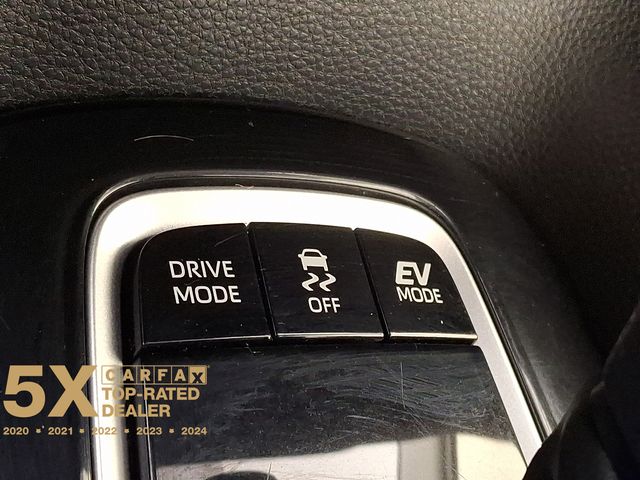 DRIVE
MODE
OFF
EV
MODE
5X
CARFAX
TOP-RATED
DEALER
2020 ★ 2021 ★ 2022 ★ 2023 ★ 2024